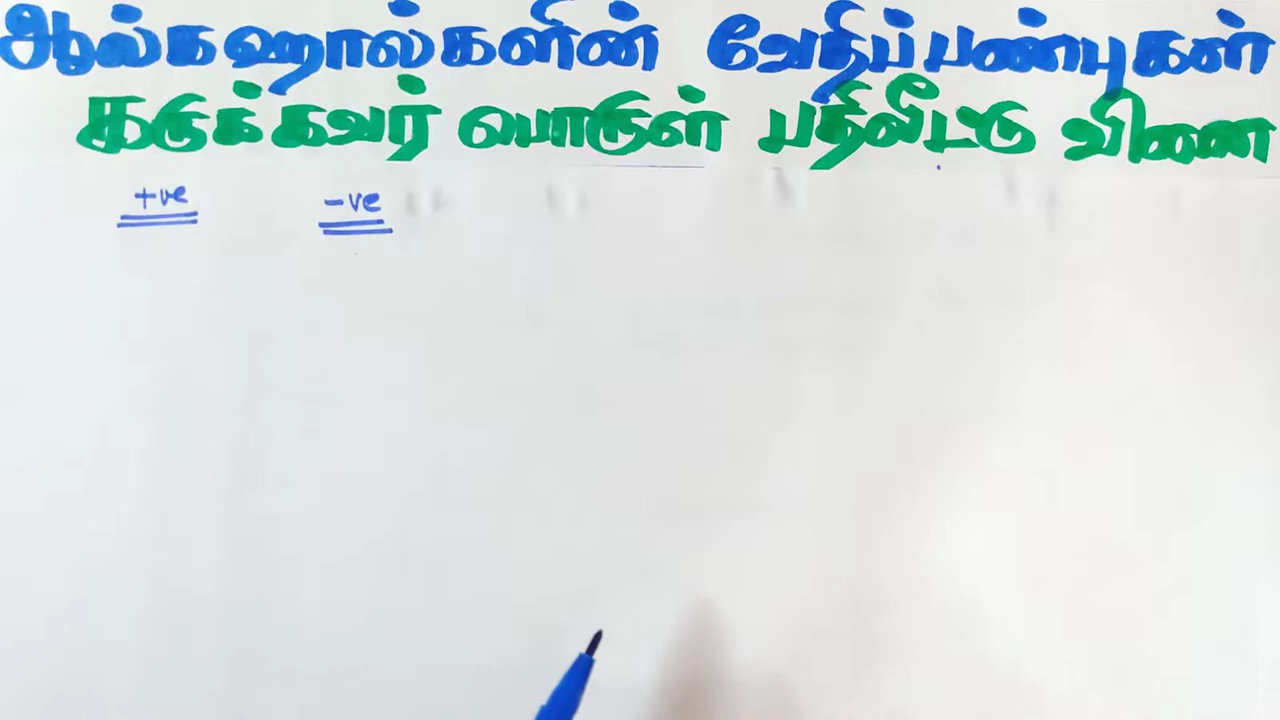 ஆல்கஹால்களின் வேதிப்பண்புகள்
கருக்கவர் பொருள் பதிலீட்டு வினை
+ve -ve